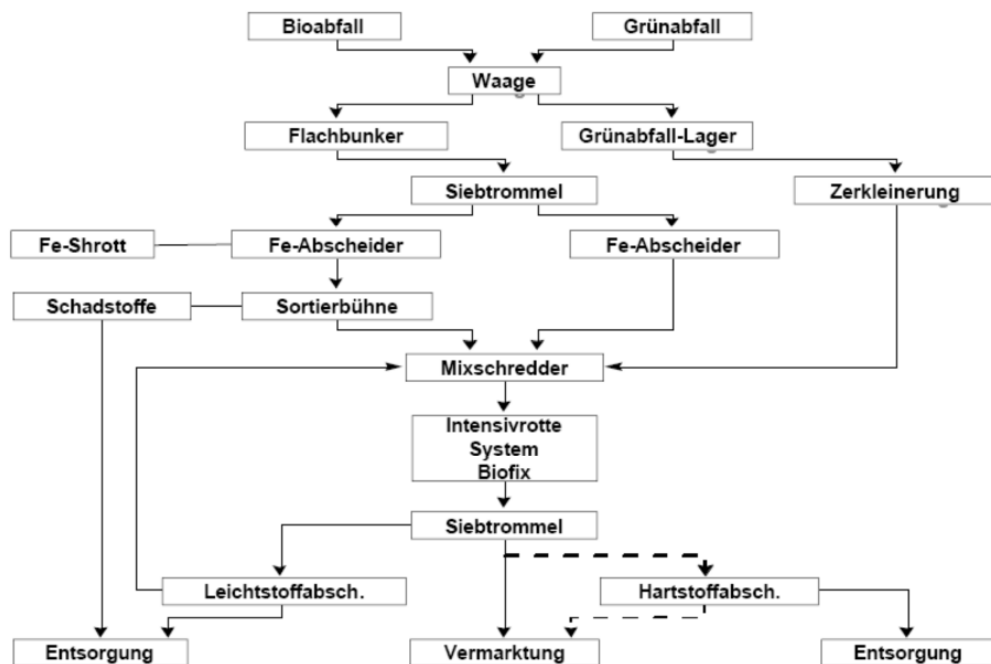 Bioabfall
Grünabfall
Waage
Flachbunker
Grünabfall-Lager
Siebtrommel
Zerkleinerung
Fe-Shrott
Fe-Abscheider
Fe-Abscheider
Schadstoffe
Sortierbühne
Mixschredder
Intensivrotte
System
Biofix
Siebtrommel
Leichtstoffabsch.
Hartstoffabsch.
Entsorgung
Vermarktung
Entsorgung